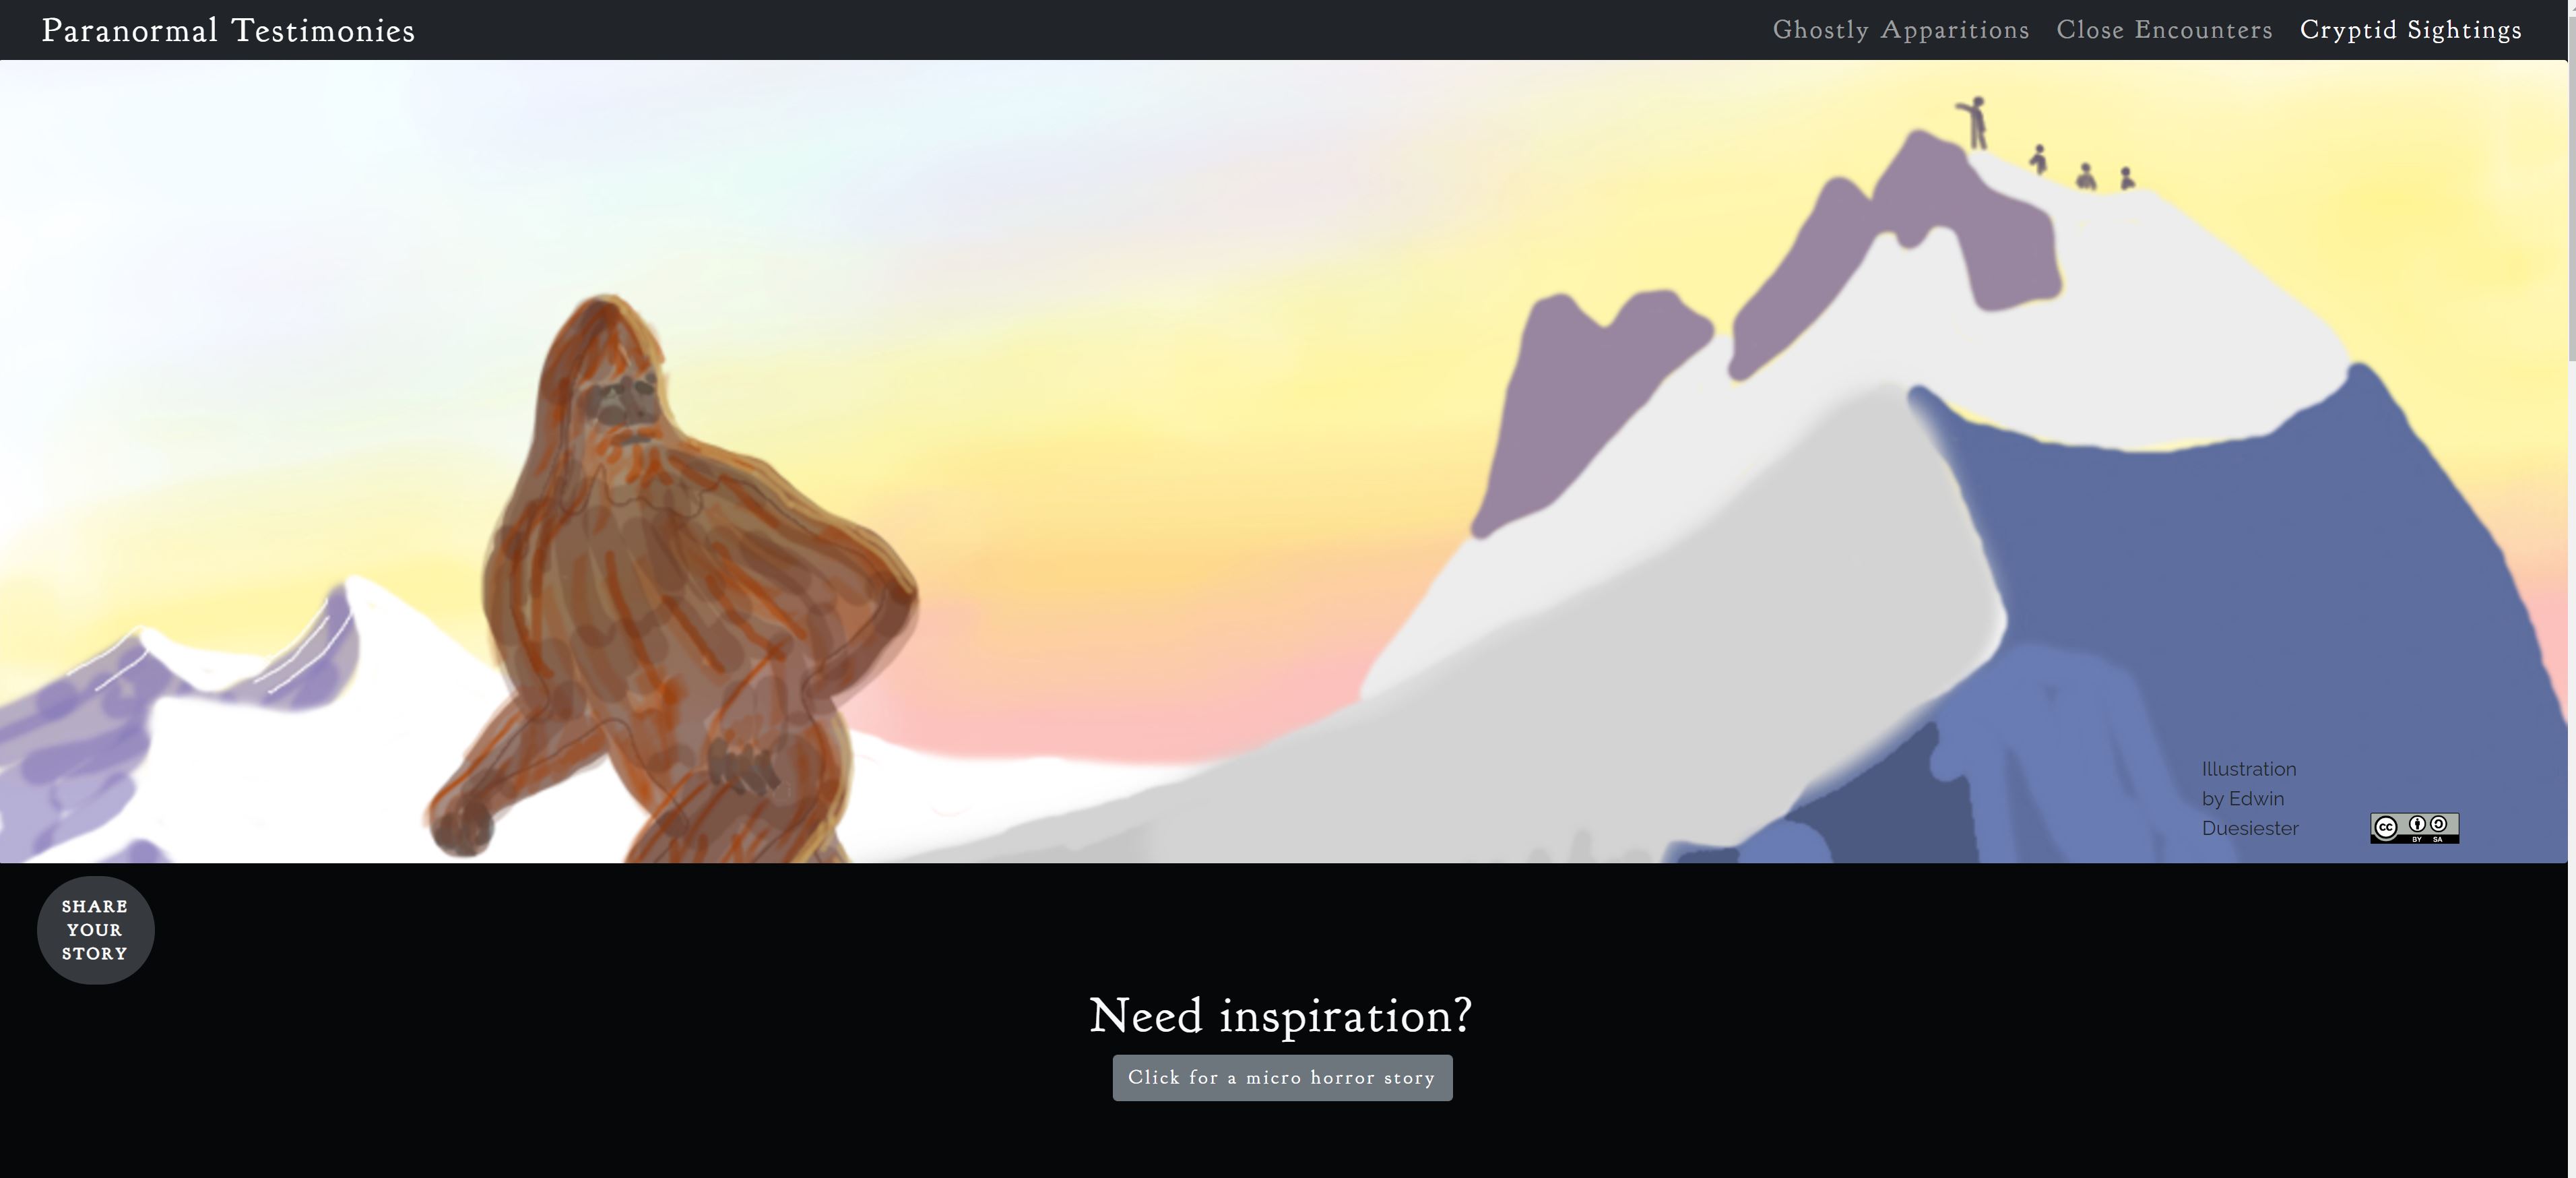 Paranormal Testimonies
Ghostly Apparitions
Close Encounters
Cryptid Sightings
Illustration
by Edwin
Duesiester
cc
BY SA
SHARE
YOUR
STORY
Need inspiration?
Click for a micro horror story